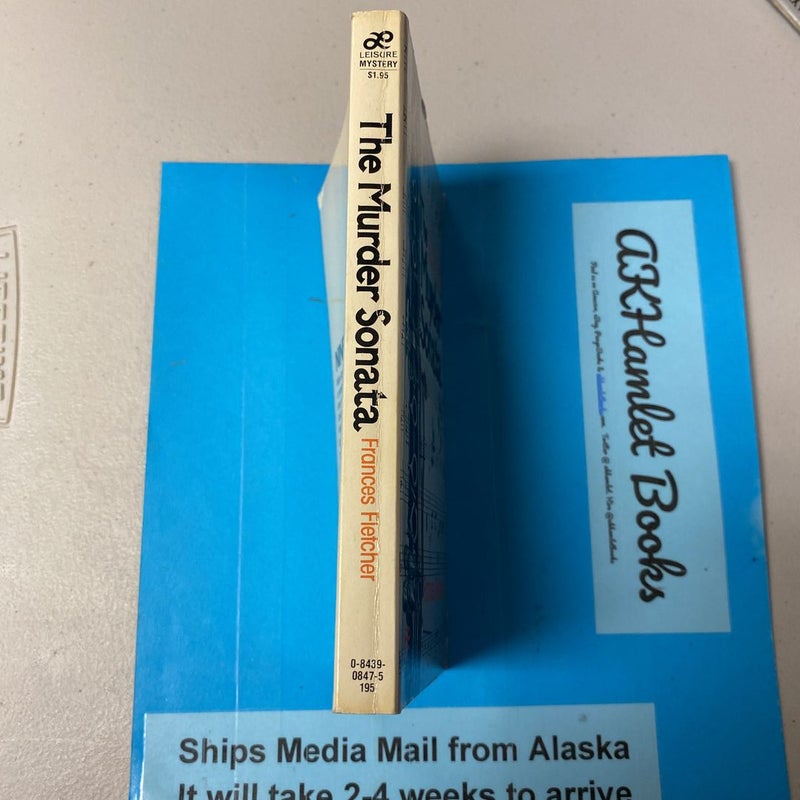 LEISURE
MYSTERY
$1.95
The Murder Sonata
Frances Fletcher
0-8439-
0847-5
195
AKHamlet Books
Ships Media Mail from Alaska
It will take 2-4 weeks to arrive